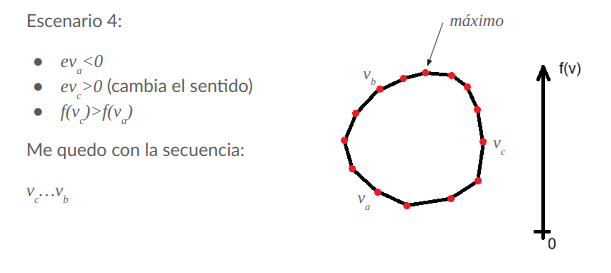 Escenario 4:
● ev_a<0
● ev_c>0 (cambia el sentido)
● f(v_c)>f(v_a)
Me quedo con la secuencia:
v_c…v_b
máximo
f(v)
v_b
v_c
v_a
0